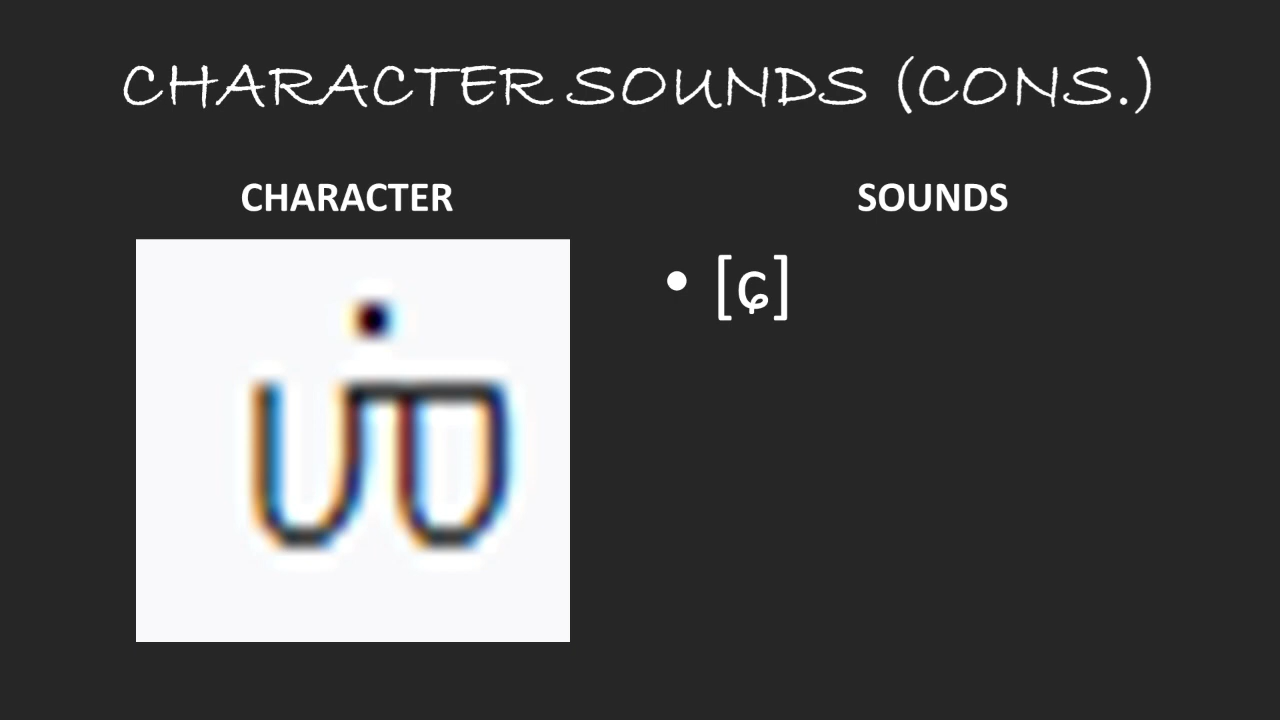 CHARACTER SOUNDS (CONS.)
CHARACTER
SOUNDS
• [ɕ]